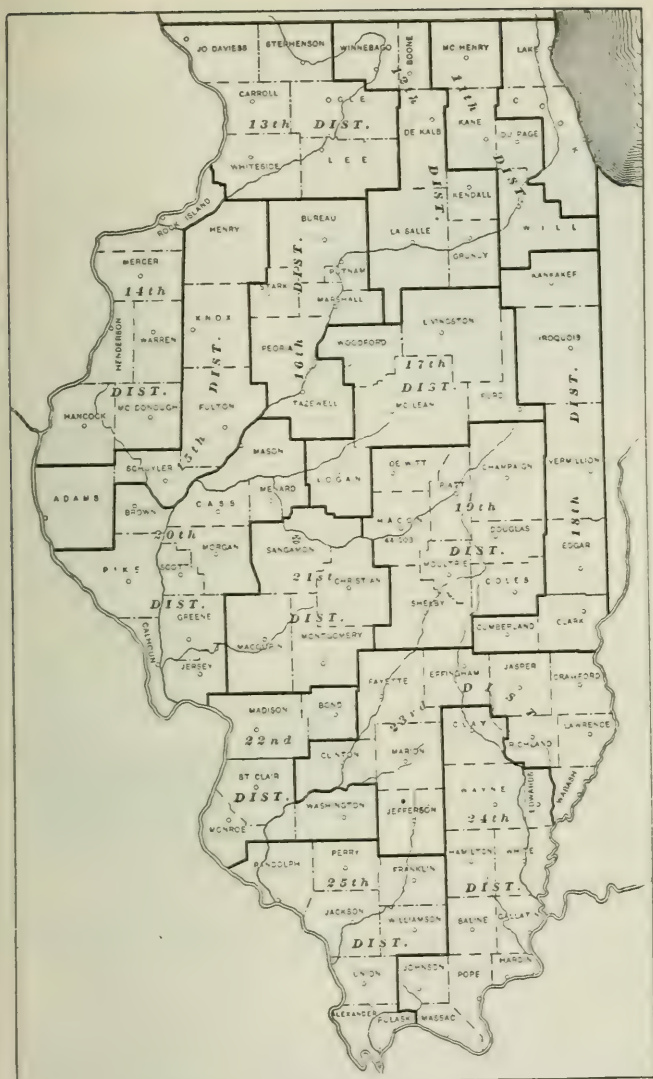 JO DAVIESS
STEPHENSON
WINNEBAGO
BOONE
MC HENRY
LAKE
CARROLL
OGLE
12th
11th
DIST.
DIST.
13th DIST.
DE KALB
KANE
DU PAGE
COOK
WHITESIDE
LEE
KENDALL
ROCK ISLAND
HENRY
BUREAU
LA SALLE
GRUNDY
WILL
MERCER
14th
STARK
PUTNAM
DIST.
MARSHALL
KANKAKEE
HENDERSON
WARREN
KNOX
DIST.
PEORIA
16th
WOODFORD
LIVINGSTON
17th
IROQUOIS
DIST.
HANCOCK
DIST.
MC DONOUGH
FULTON
15th
TAZEWELL
DIST.
MC LEAN
FORD
ADAMS
SCHUYLER
BROWN
MASON
CASS
MENARD
LOGAN
DE WITT
PIATT
CHAMPAIGN
VERMILLION
18th
20th
MORGAN
SANGAMON
MACON
44,003
19th
DOUGLAS
EDGAR
PIKE
SCOTT
21st
CHRISTIAN
MOULTRIE
DIST.
COLES
DIST.
GREENE
DIST.
SHELBY
CUMBERLAND
CLARK
CALHOUN
JERSEY
MACOUPIN
MONTGOMERY
FAYETTE
EFFINGHAM
JASPER
CRAWFORD
MADISON
BOND
23rd
DIST
22nd
CLINTON
MARION
CLAY
RICHLAND
LAWRENCE
ST CLAIR
DIST.
MONROE
WASHINGTON
JEFFERSON
WAYNE
EDWARDS
WABASH
24th
RANDOLPH
PERRY
25th
FRANKLIN
HAMILTON
WHITE
DIST.
JACKSON
WILLIAMSON
SALINE
GALLATIN
DIST.
UNION
JOHNSON
POPE
HARDIN
ALEXANDER
PULASKI
MASSAC